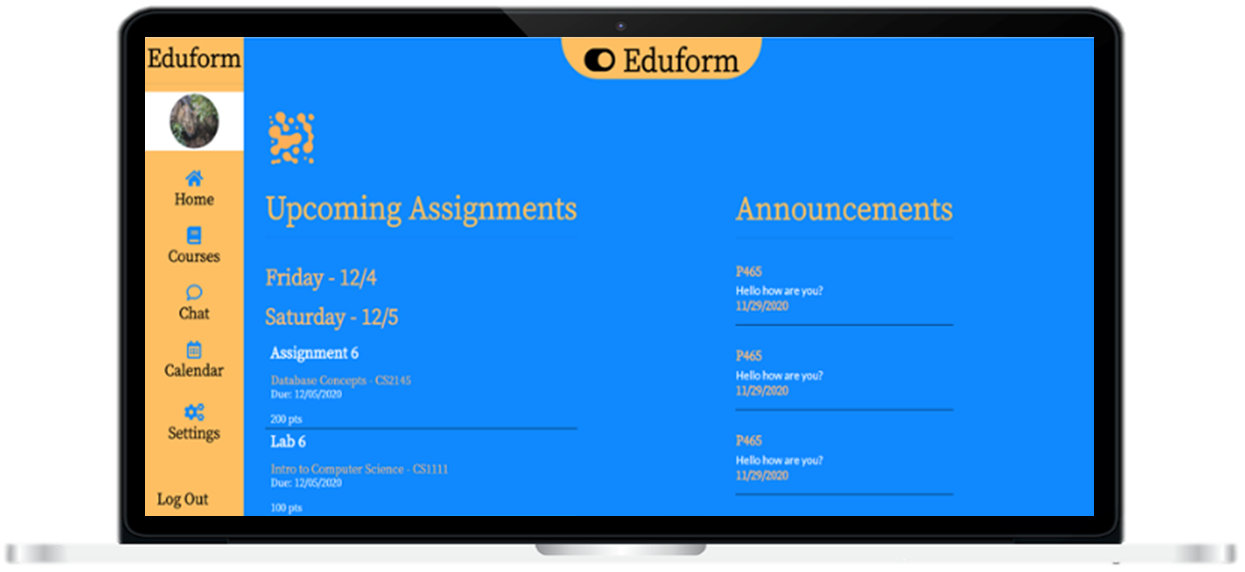 Eduform
Eduform
Home
Courses
Chat
Calendar
Settings
Log Out
Upcoming Assignments
Friday - 12/4
Saturday - 12/5
Assignment 6
Database Concepts - CS2145
Due: 12/05/2020
200 pts
Lab 6
Intro to Computer Science - CS1111
Due: 12/05/2020
100 pts
Announcements
P465
Hello how are you?
11/29/2020
P465
Hello how are you?
11/29/2020
P465
Hello how are you?
11/29/2020